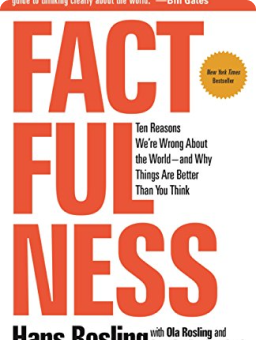 guide to thinking clearly about the world." —Bill Gates
FACT
FUL
NESS
New York Times
Bestseller
Ten Reasons
We're Wrong About
the World—and Why
Things Are Better
Than You Think
Hans Rosling
with Ola Rosling and